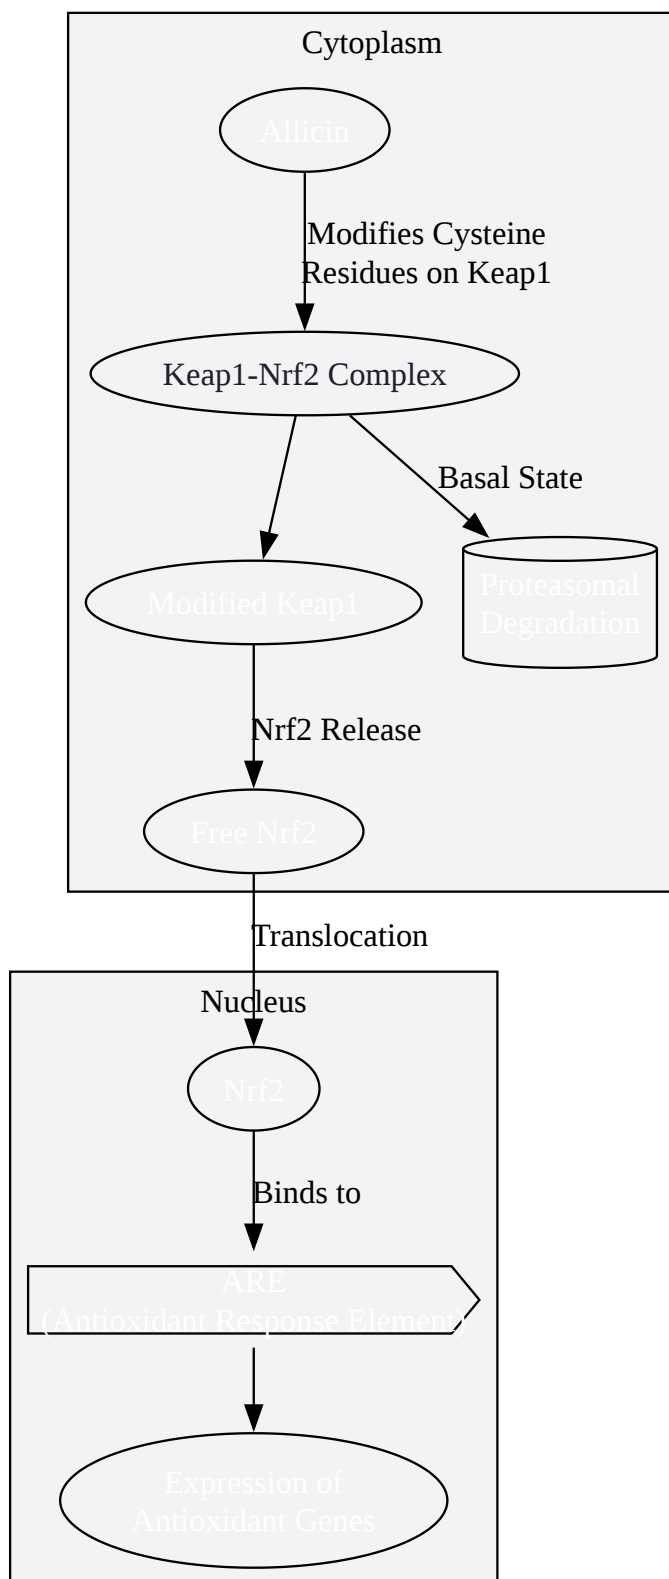 Cytoplasm
Allicin
Modifies Cysteine
Residues on Keap1
Keap1-Nrf2 Complex
Basal State
Proteasomal
Degradation
Modified Keap1
Nrf2 Release
Free Nrf2
Translocation
Nucleus
Nrf2
Binds to
ARE
(Antioxidant Response Element)
Expression of
Antioxidant Genes